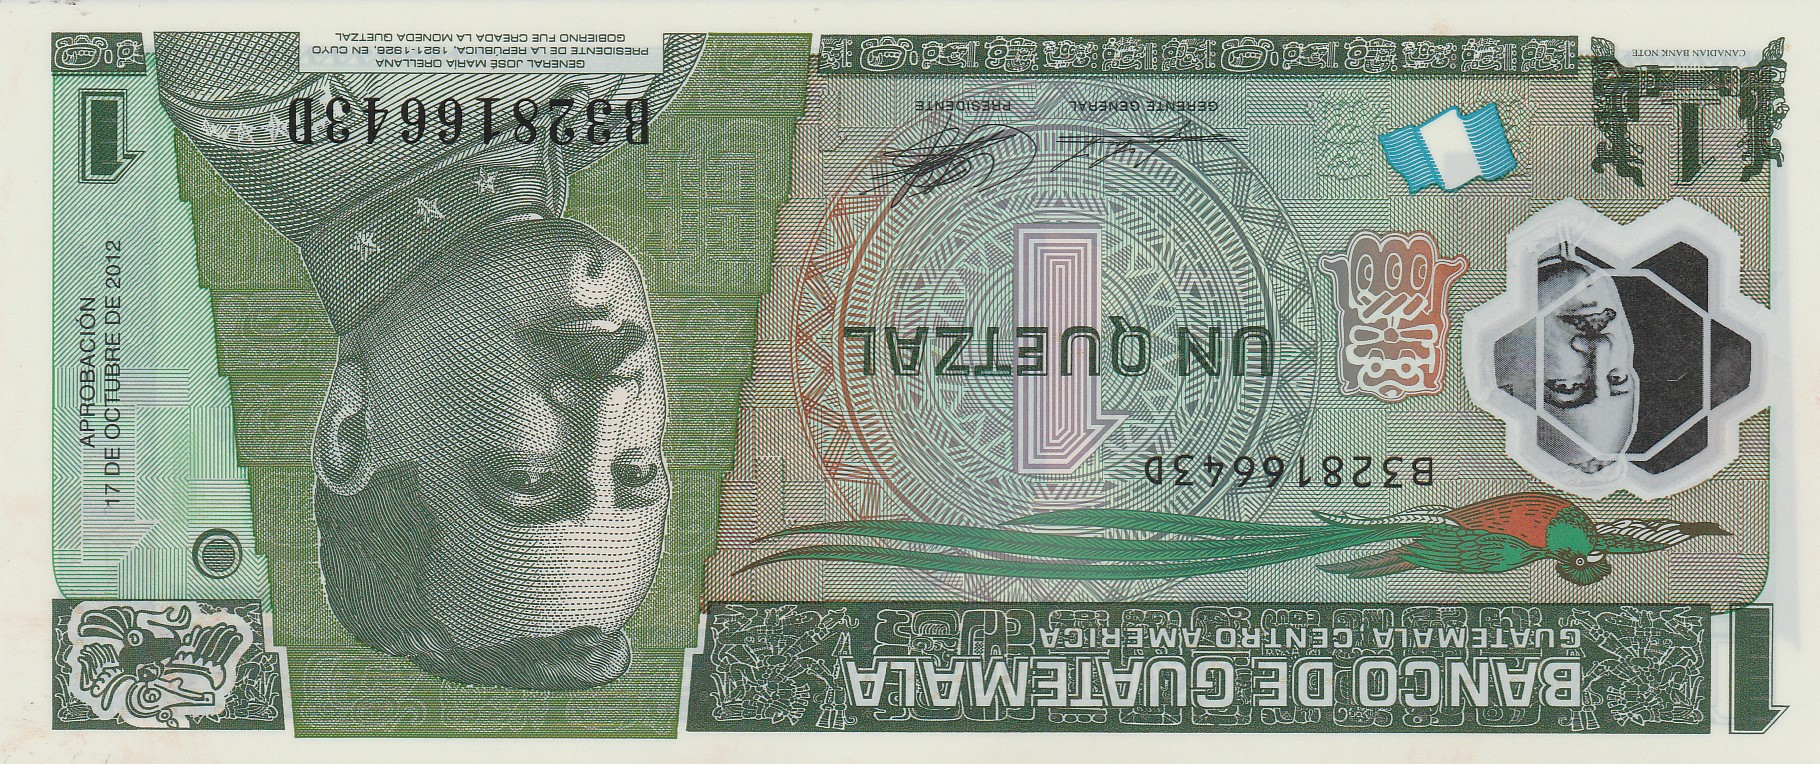 1
BANCO DE GUATEMALA
GUATEMALA, CENTRO AMERICA
B32816643D
1
UN QUETZAL
APROBACIÓN
17 DE OCTUBRE DE 2012
1
GERENTE GENERAL
PRESIDENTE
B32816643D
1
1
CANADIAN BANK NOTE
GENERAL JOSÉ MARÍA ORELLANA
PRESIDENTE DE LA REPÚBLICA, 1921-1926, EN CUYO
GOBIERNO FUE CREADA LA MONEDA QUETZAL